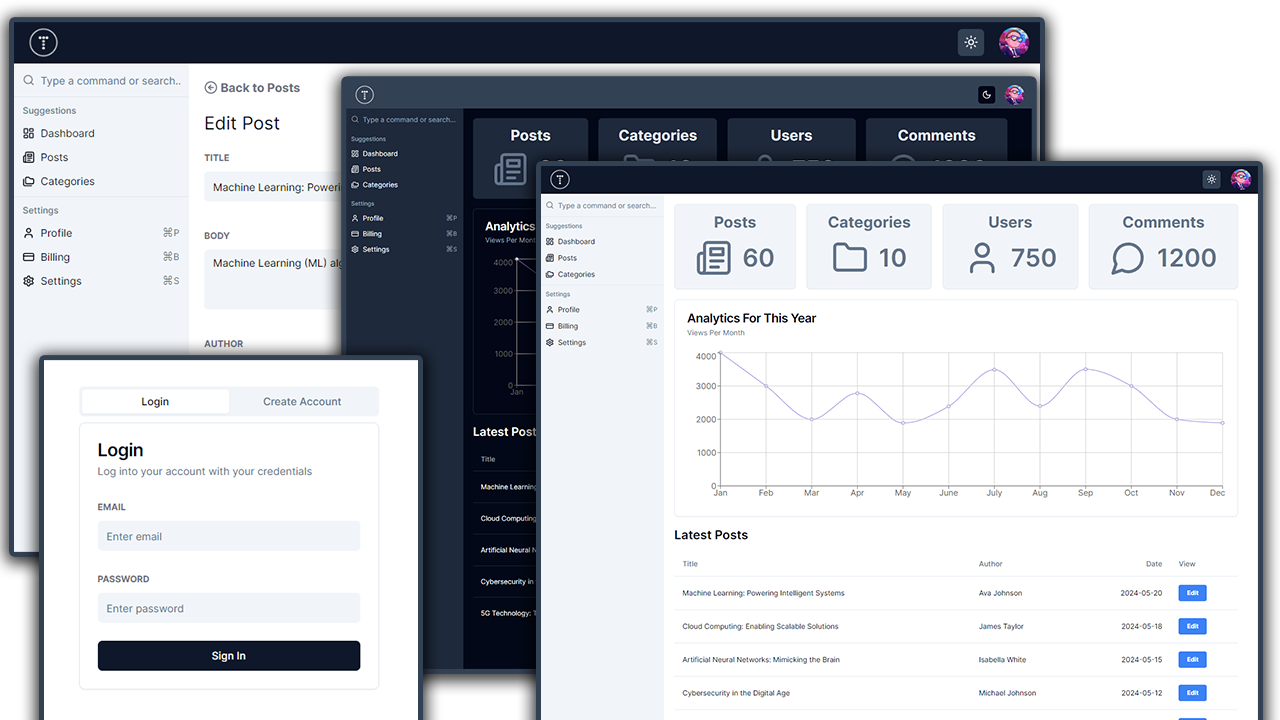 T
Type a command or search..
Suggestions
Dashboard
Posts
Categories
Settings
Profile ⌘P
Billing ⌘B
Settings ⌘S
Back to Posts
Edit Post
TITLE
Machine Learning: Poweri
BODY
Machine Learning (ML) alg
AUTHOR
T
Type a command or search...
Suggestions
Dashboard
Posts
Categories
Settings
Profile ⌘P
Billing ⌘B
Settings ⌘S
Posts
Categories
Users
Comments
Analytics
Views Per Mont
4000
3000
2000
1000
0
Jan
Latest Post
Title
Machine Learning
Cloud Computing
Artificial Neural N
Cybersecurity in
5G Technology: T
Login
Create Account
Login
Log into your account with your credentials
EMAIL
Enter email
PASSWORD
Enter password
Sign In
T
Type a command or search...
Suggestions
Dashboard
Posts
Categories
Settings
Profile ⌘P
Billing ⌘B
Settings ⌘S
Posts
60
Categories
10
Users
750
Comments
1200
Analytics For This Year
Views Per Month
4000
3000
2000
1000
0
Jan Feb Mar Apr May June July Aug Sep Oct Nov Dec
Latest Posts
Title Author Date View
Machine Learning: Powering Intelligent Systems Ava Johnson 2024-05-20 Edit
Cloud Computing: Enabling Scalable Solutions James Taylor 2024-05-18 Edit
Artificial Neural Networks: Mimicking the Brain Isabella White 2024-05-15 Edit
Cybersecurity in the Digital Age Michael Johnson 2024-05-12 Edit